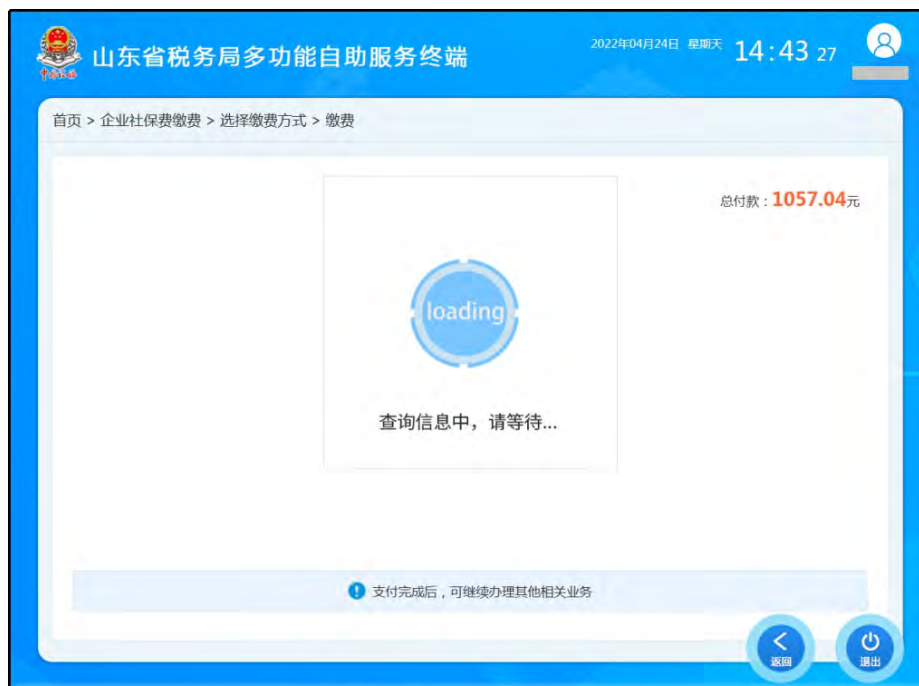 山东省税务局多功能自助服务终端
2022年04月24日 星期天 14:43 27
中国税务
首页 > 企业社保费缴费 > 选择缴费方式 > 缴费
总付款：1057.04元
loading
查询信息中，请等待...
支付完成后，可继续办理其他相关业务
返回
退出